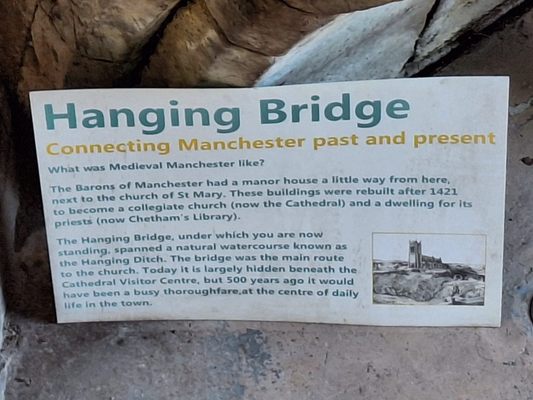 Hanging Bridge
Connecting Manchester past and present
What was Medieval Manchester like?
The Barons of Manchester had a manor house a little way from here,
next to the church of St Mary. These buildings were rebuilt after 1421
to become a collegiate church (now the Cathedral) and a dwelling for its
priests (now Chetham's Library).
The Hanging Bridge, under which you are now
standing, spanned a natural watercourse known as
the Hanging Ditch. The bridge was the main route
to the church. Today it is largely hidden beneath the
Cathedral Visitor Centre, but 500 years ago it would
have been a busy thoroughfare,at the centre of daily
life in the town.